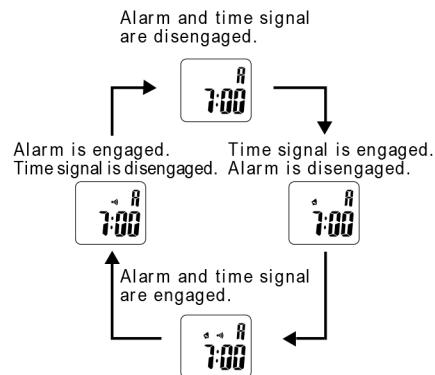 Alarm and time signal
are disengaged.
A
7:00
Alarm is engaged.
Time signal is disengaged.
A
7:00
Time signal is engaged.
Alarm is disengaged.
A
7:00
Alarm and time signal
are engaged.
A
7:00